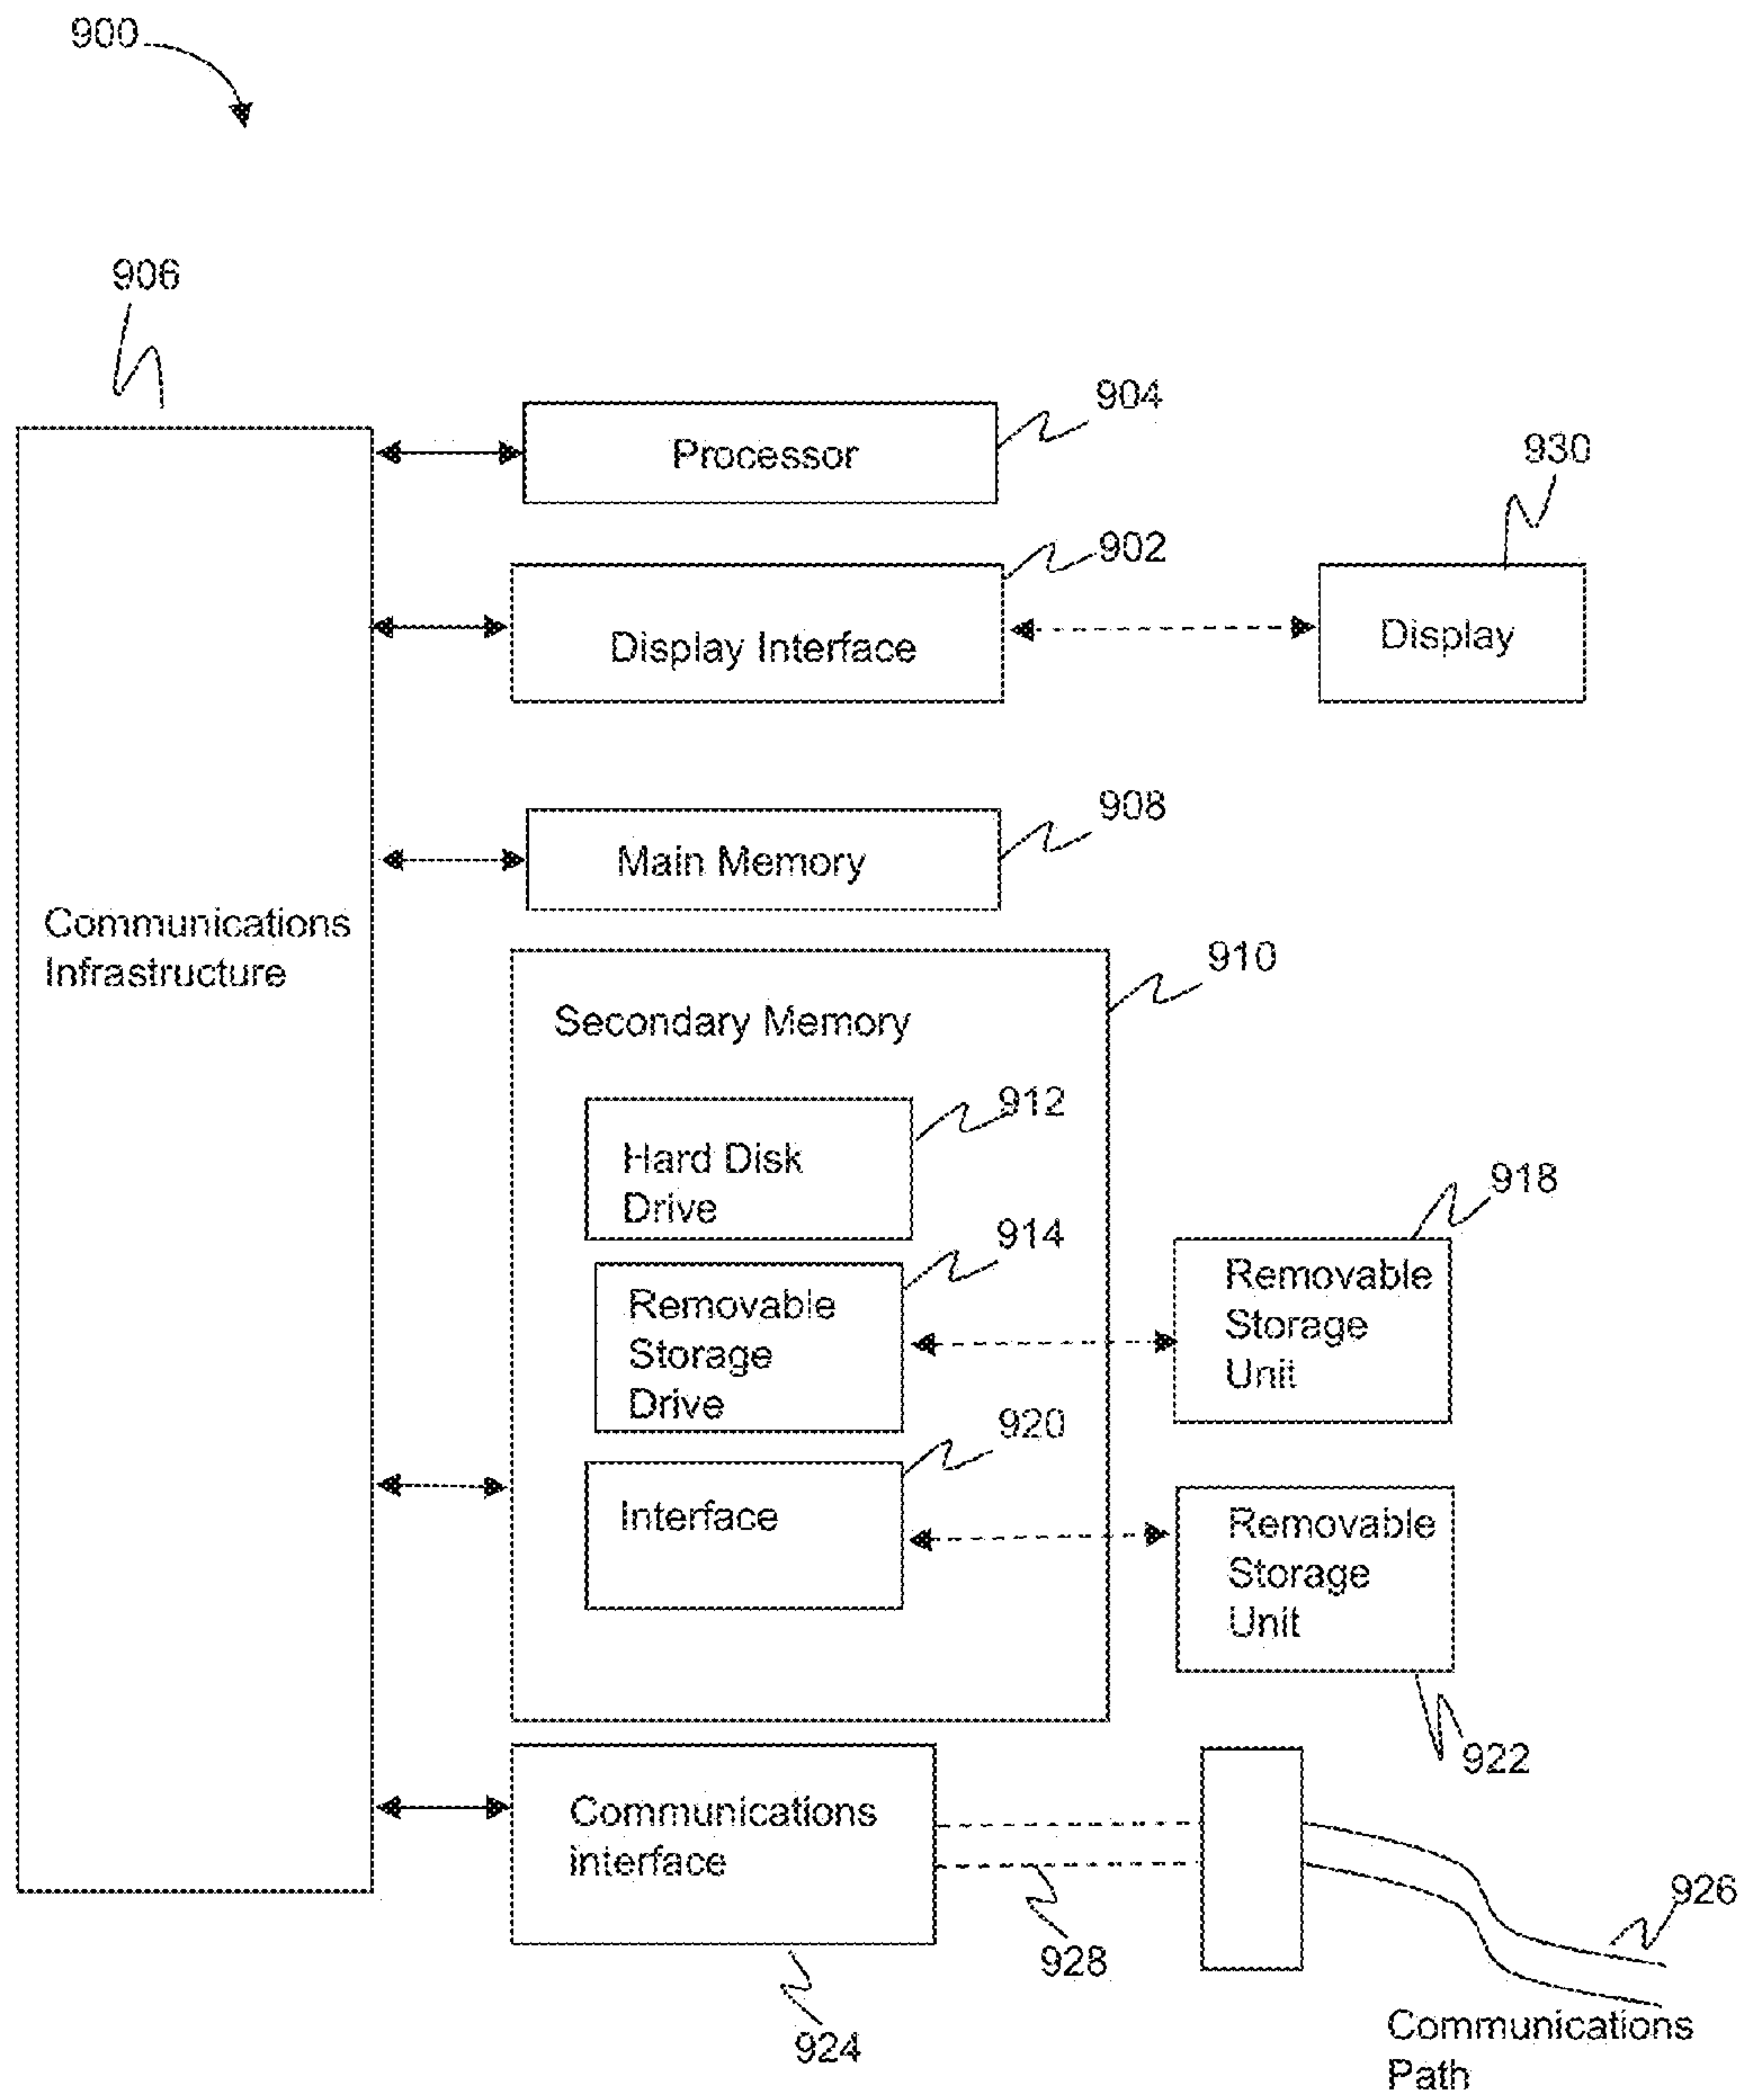 900
906
904
Processor
930
902
Display Interface
Display
908
Main Memory
Communications
Infrastructure
910
Secondary Memory
912
Hard Disk
Drive
918
914
Removable
Storage
Drive
Removable
Storage
Unit
920
Interface
Removable
Storage
Unit
922
Communications
interface
926
928
924
Communications
Path